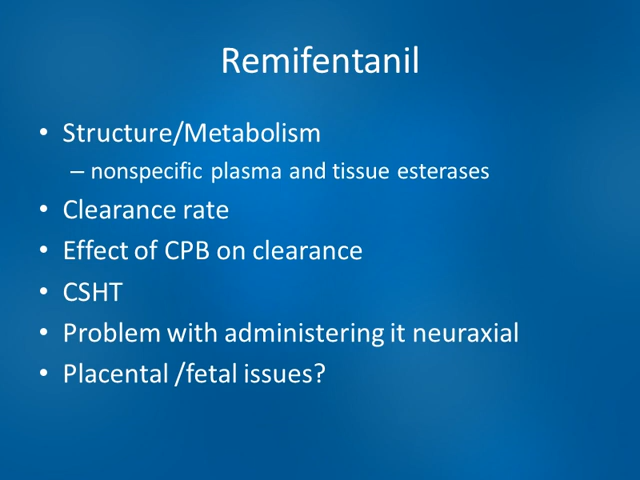 Remifentanil
• Structure/Metabolism
– nonspecific plasma and tissue esterases
• Clearance rate
• Effect of CPB on clearance
• CSHT
• Problem with administering it neuraxial
• Placental /fetal issues?